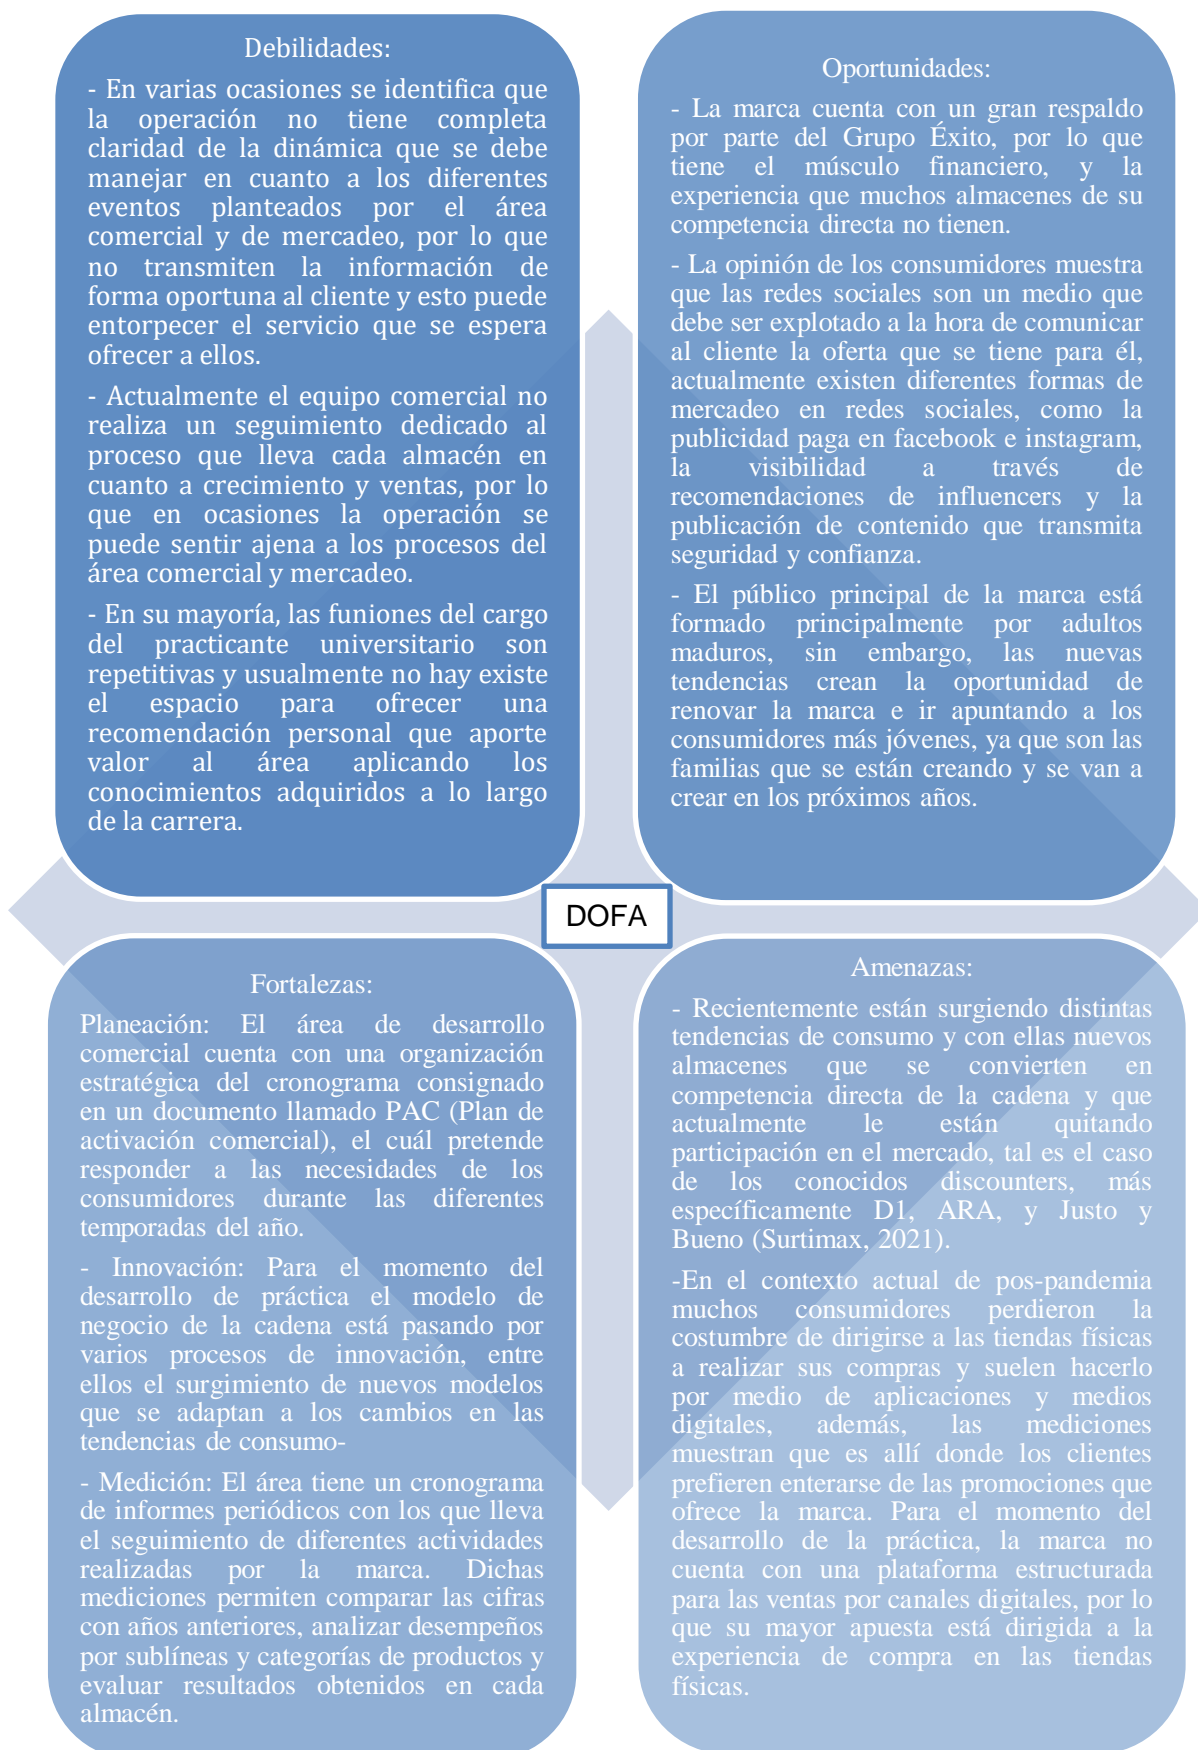 Debilidades:
- En varias ocasiones se identifica que
la operación no tiene completa
claridad de la dinámica que se debe
manejar en cuanto a los diferentes
eventos planteados por el área
comercial y de mercadeo, por lo que
no transmiten la información de
forma oportuna al cliente y esto puede
entorpecer el servicio que se espera
ofrecer a ellos.
- Actualmente el equipo comercial no
realiza un seguimiento dedicado al
proceso que lleva cada almacén en
cuanto a crecimiento y ventas, por lo
que en ocasiones la operación se
puede sentir ajena a los procesos del
área comercial y mercadeo.
- En su mayoría, las funiones del cargo
del practicante universitario son
repetitivas y usualmente no hay existe
el espacio para ofrecer una
recomendación personal que aporte
valor al área aplicando los
conocimientos adquiridos a lo largo
de la carrera.
Oportunidades:
- La marca cuenta con un gran respaldo
por parte del Grupo Éxito, por lo que
tiene el músculo financiero, y la
experiencia que muchos almacenes de su
competencia directa no tienen.
- La opinión de los consumidores muestra
que las redes sociales son un medio que
debe ser explotado a la hora de comunicar
al cliente la oferta que se tiene para él,
actualmente existen diferentes formas de
mercadeo en redes sociales, como la
publicidad paga en facebook e instagram,
la visibilidad a través de
recomendaciones de influencers y la
publicación de contenido que transmita
seguridad y confianza.
- El público principal de la marca está
formado principalmente por adultos
maduros, sin embargo, las nuevas
tendencias crean la oportunidad de
renovar la marca e ir apuntando a los
consumidores más jóvenes, ya que son las
familias que se están creando y se van a
crear en los próximos años.
DOFA
Fortalezas:
Planeación: El área de desarrollo
comercial cuenta con una organización
estratégica del cronograma consignado
en un documento llamado PAC (Plan de
activación comercial), el cuál pretende
responder a las necesidades de los
consumidores durante las diferentes
temporadas del año.
- Innovación: Para el momento del
desarrollo de práctica el modelo de
negocio de la cadena está pasando por
varios procesos de innovación, entre
ellos el surgimiento de nuevos modelos
que se adaptan a los cambios en las
tendencias de consumo-
- Medición: El área tiene un cronograma
de informes periódicos con los que lleva
el seguimiento de diferentes actividades
realizadas por la marca. Dichas
mediciones permiten comparar las cifras
con años anteriores, analizar desempeños
por sublíneas y categorías de productos y
evaluar resultados obtenidos en cada
almacén.
Amenazas:
- Recientemente están surgiendo distintas
tendencias de consumo y con ellas nuevos
almacenes que se convierten en
competencia directa de la cadena y que
actualmente le están quitando
participación en el mercado, tal es el caso
de los conocidos discounters, más
específicamente D1, ARA, y Justo y
Bueno (Surtimax, 2021).
-En el contexto actual de pos-pandemia
muchos consumidores perdieron la
costumbre de dirigirse a las tiendas físicas
a realizar sus compras y suelen hacerlo
por medio de aplicaciones y medios
digitales, además, las mediciones
muestran que es allí donde los clientes
prefieren enterarse de las promociones que
ofrece la marca. Para el momento del
desarrollo de la práctica, la marca no
cuenta con una plataforma estructurada
para las ventas por canales digitales, por lo
que su mayor apuesta está dirigida a la
experiencia de compra en las tiendas
físicas.